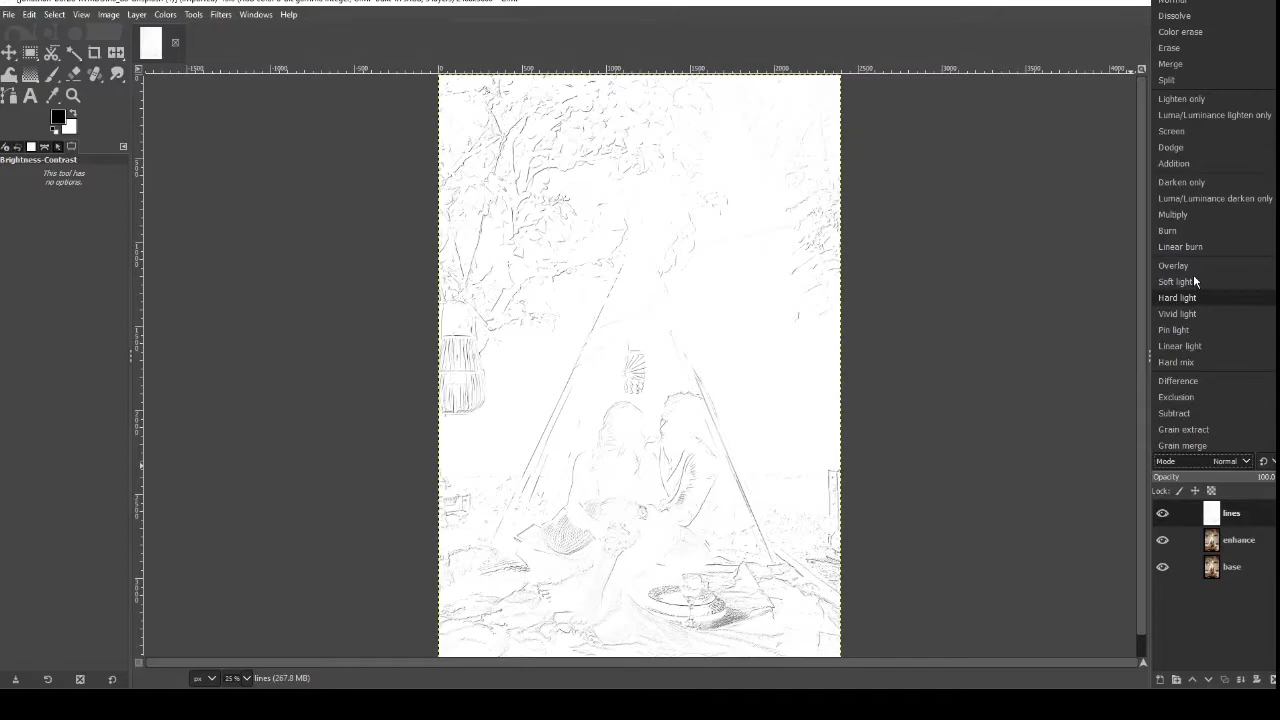 File Edit Select View Image Layer Colors Tools Filters Windows Help
Brightness-Contrast
This tool has
no options.
px
25 %
lines (267.8 MB)
Normal
Dissolve
Color erase
Erase
Merge
Split
Lighten only
Luma/Luminance lighten only
Screen
Dodge
Addition
Darken only
Luma/Luminance darken only
Multiply
Burn
Linear burn
Overlay
Soft light
Hard light
Vivid light
Pin light
Linear light
Hard mix
Difference
Exclusion
Subtract
Grain extract
Grain merge
Mode Normal
Opacity 100.0
Lock:
lines
enhance
base